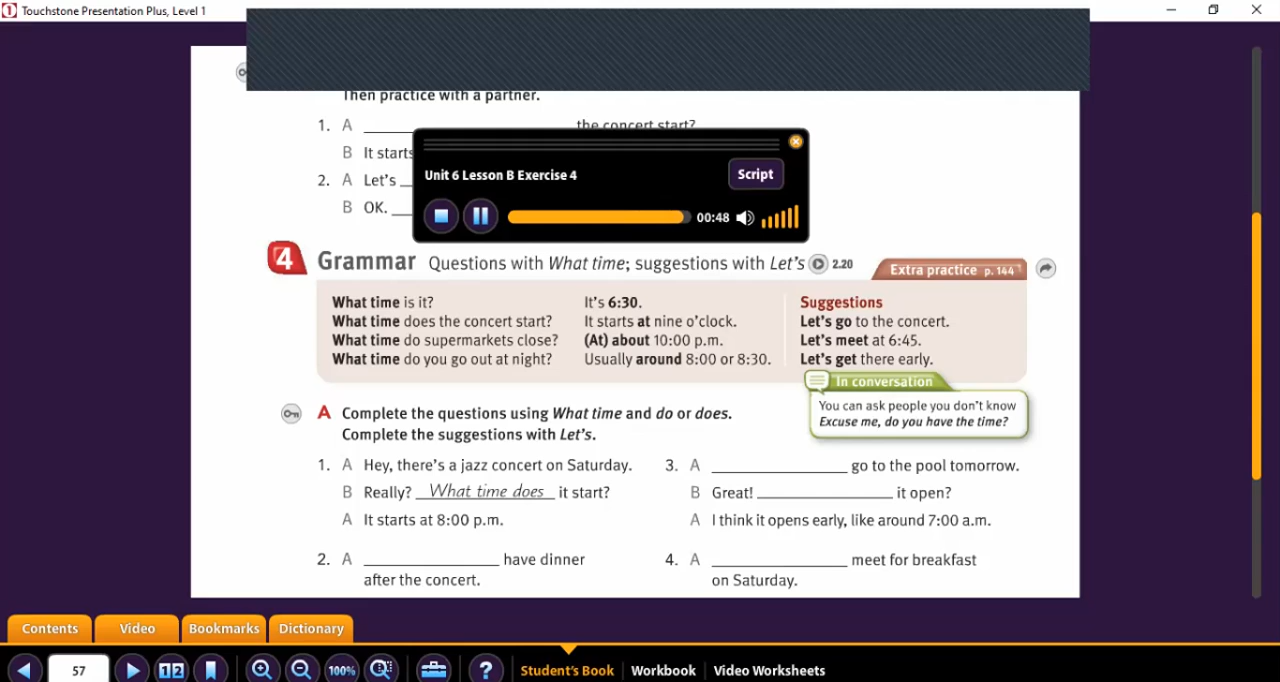 Touchstone Presentation Plus, Level 1
Then practice with a partner.
1. A ____________ the concert start?
B It starts
2. A Let's __
B OK. ___
Unit 6 Lesson B Exercise 4
Script
00:48
4 Grammar Questions with What time; suggestions with Let's 2.20
Extra practice p. 144
What time is it? It's 6:30.
What time does the concert start? It starts at nine o'clock.
What time do supermarkets close? (At) about 10:00 p.m.
What time do you go out at night? Usually around 8:00 or 8:30.
Suggestions
Let's go to the concert.
Let's meet at 6:45.
Let's get there early.
In conversation
You can ask people you don't know
Excuse me, do you have the time?
A Complete the questions using What time and do or does.
Complete the suggestions with Let's.
1. A Hey, there's a jazz concert on Saturday.
B Really? What time does it start?
A It starts at 8:00 p.m.
2. A ____________ have dinner
after the concert.
3. A ____________ go to the pool tomorrow.
B Great! ____________ it open?
A I think it opens early, like around 7:00 a.m.
4. A ____________ meet for breakfast
on Saturday.
Contents Video Bookmarks Dictionary
57 1 2 100% ? Student's Book Workbook Video Worksheets